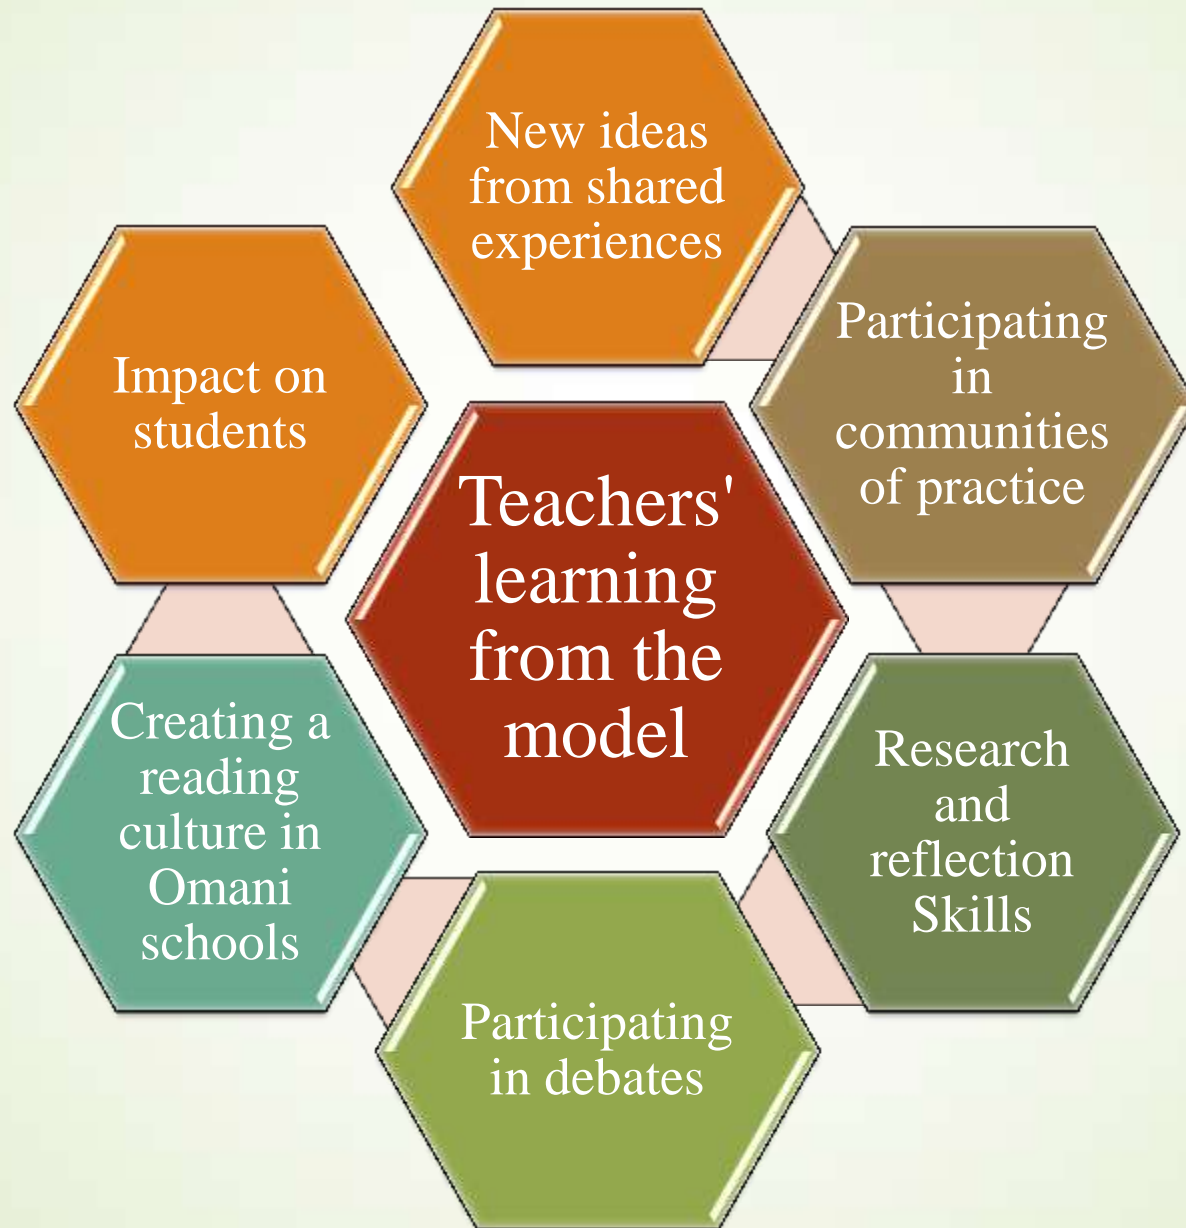 New ideas
from shared
experiences
Participating
in
communities
of practice
Impact on
students
Teachers'
learning
from the
model
Creating a
reading
culture in
Omani
schools
Research
and
reflection
Skills
Participating
in debates